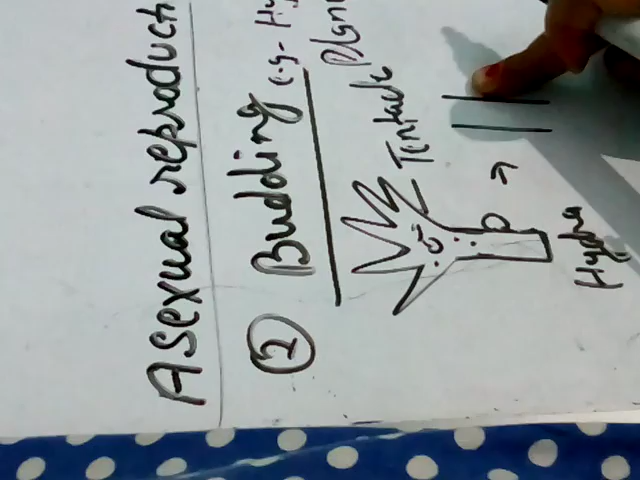 Asexual reproduct
② Budding e.g- Hy
Tentacle
Hydra